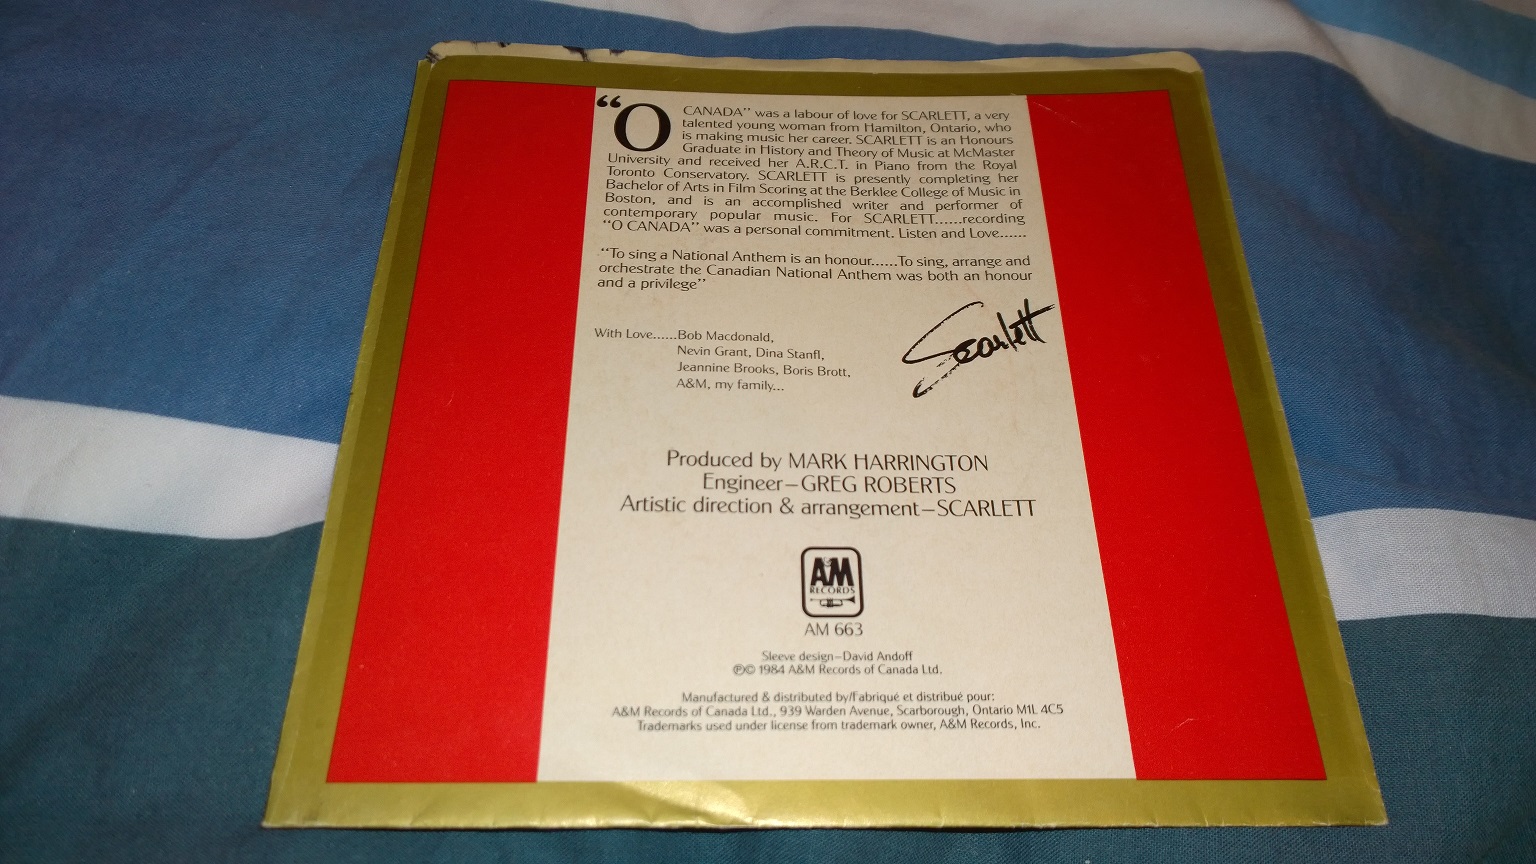 "O CANADA" was a labour of love for SCARLETT, a very
talented young woman from Hamilton, Ontario, who
is making music her career. SCARLETT is an Honours
Graduate in History and Theory of Music at McMaster
University and received her A.R.C.T. in Piano from the Royal
Toronto Conservatory. SCARLETT is presently completing her
Bachelor of Arts in Film Scoring at the Berklee College of Music in
Boston, and is an accomplished writer and performer of
contemporary popular music. For SCARLETT......recording
"O CANADA" was a personal commitment. Listen and Love......
"To sing a National Anthem is an honour......To sing, arrange and
orchestrate the Canadian National Anthem was both an honour
and a privilege"
Scarlett
With Love......Bob Macdonald,
Nevin Grant, Dina Stanfl,
Jeannine Brooks, Boris Brott,
A&M, my family...
Produced by MARK HARRINGTON
Engineer–GREG ROBERTS
Artistic direction & arrangement–SCARLETT
A&M
RECORDS
AM 663
Sleeve design–David Andoff
℗© 1984 A&M Records of Canada Ltd.
Manufactured & distributed by/Fabriqué et distribué pour:
A&M Records of Canada Ltd., 939 Warden Avenue, Scarborough, Ontario M1L 4C5
Trademarks used under license from trademark owner, A&M Records, Inc.